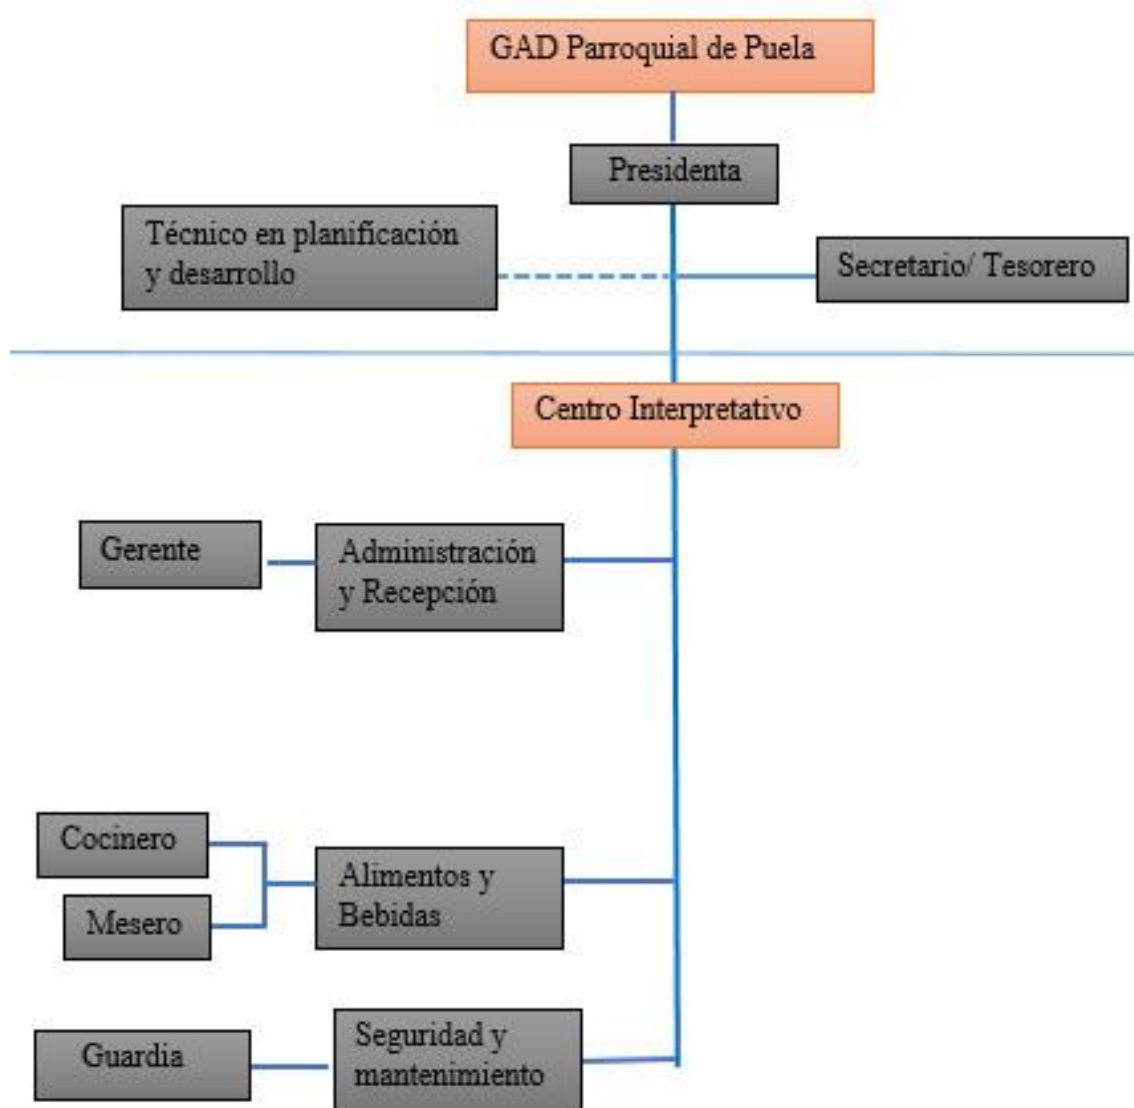 GAD Parroquial de Puela
Presidenta
Técnico en planificación
y desarrollo
Secretario/ Tesorero
Centro Interpretativo
Gerente
Administración
y Recepción
Cocinero
Mesero
Alimentos y
Bebidas
Guardia
Seguridad y
mantenimiento